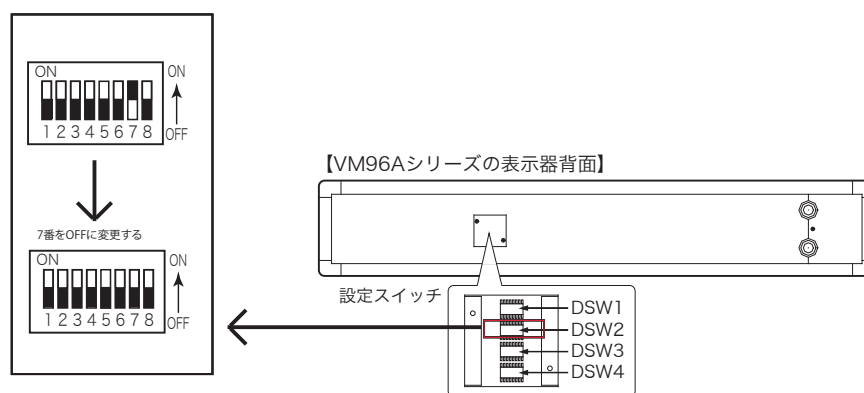 ON
ON
1 2 3 4 5 6 7 8
OFF
7番をOFFに変更する
ON
ON
1 2 3 4 5 6 7 8
OFF
【VM96Aシリーズの表示器背面】
設定スイッチ
DSW1
DSW2
DSW3
DSW4